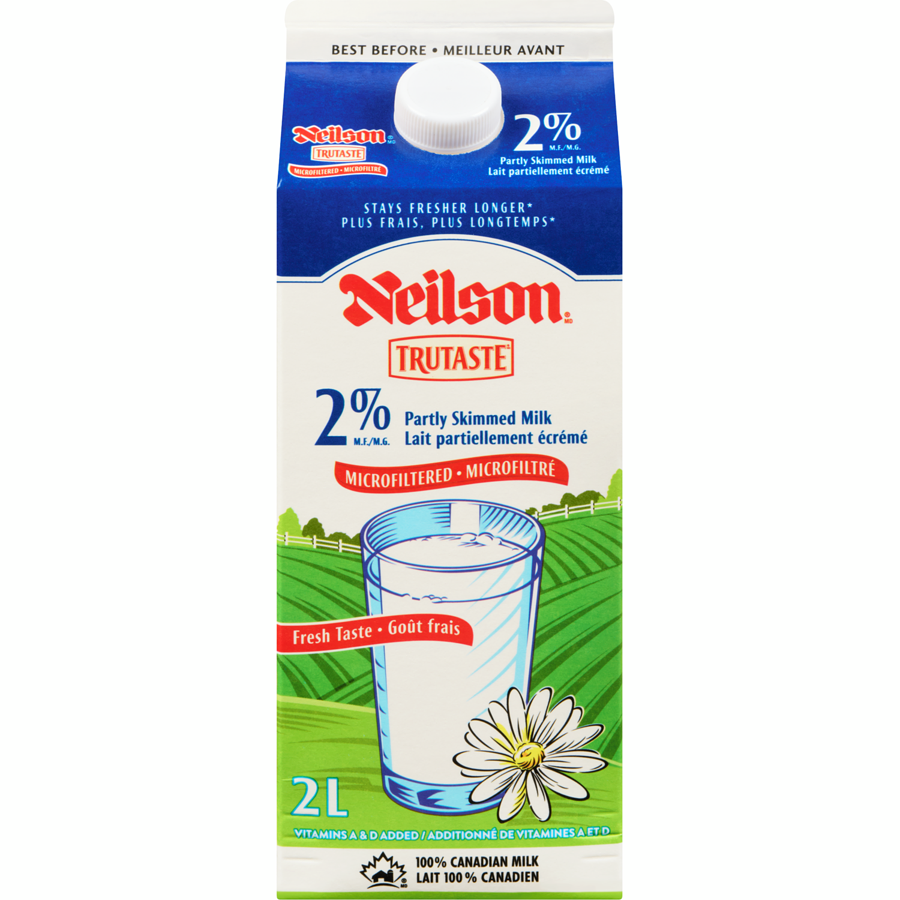 BEST BEFORE • MEILLEUR AVANT
Neilson ® MD
TRUTASTE
MICROFILTERED • MICROFILTRÉ
2%
M.F./M.G.
Partly Skimmed Milk
Lait partiellement écrémé
STAYS FRESHER LONGER*
PLUS FRAIS, PLUS LONGTEMPS*
Neilson ® MD
TRUTASTE
2%
M.F./M.G.
Partly Skimmed Milk
Lait partiellement écrémé
MICROFILTERED • MICROFILTRÉ
Fresh Taste • Goût frais
2L
VITAMINS A & D ADDED / ADDITIONNÉ DE VITAMINES A ET D
100% CANADIAN MILK
LAIT 100% CANADIEN